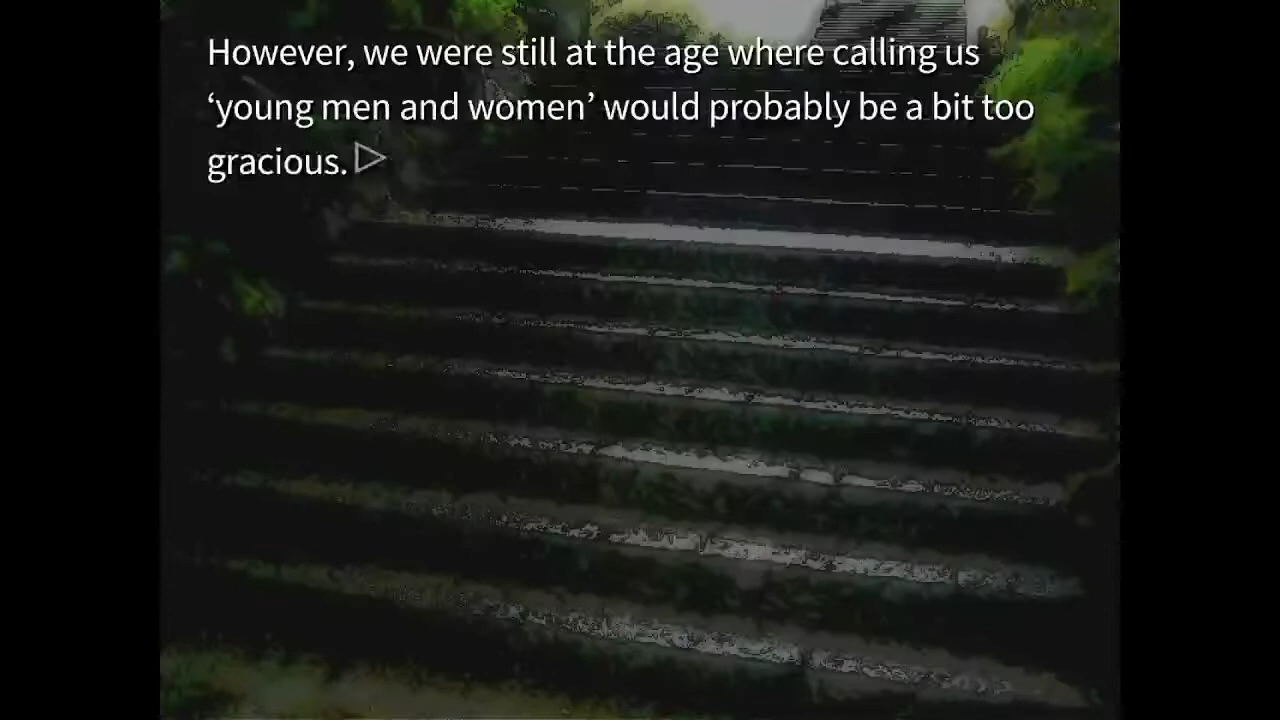 However, we were still at the age where calling us
‘young men and women’ would probably be a bit too
gracious.